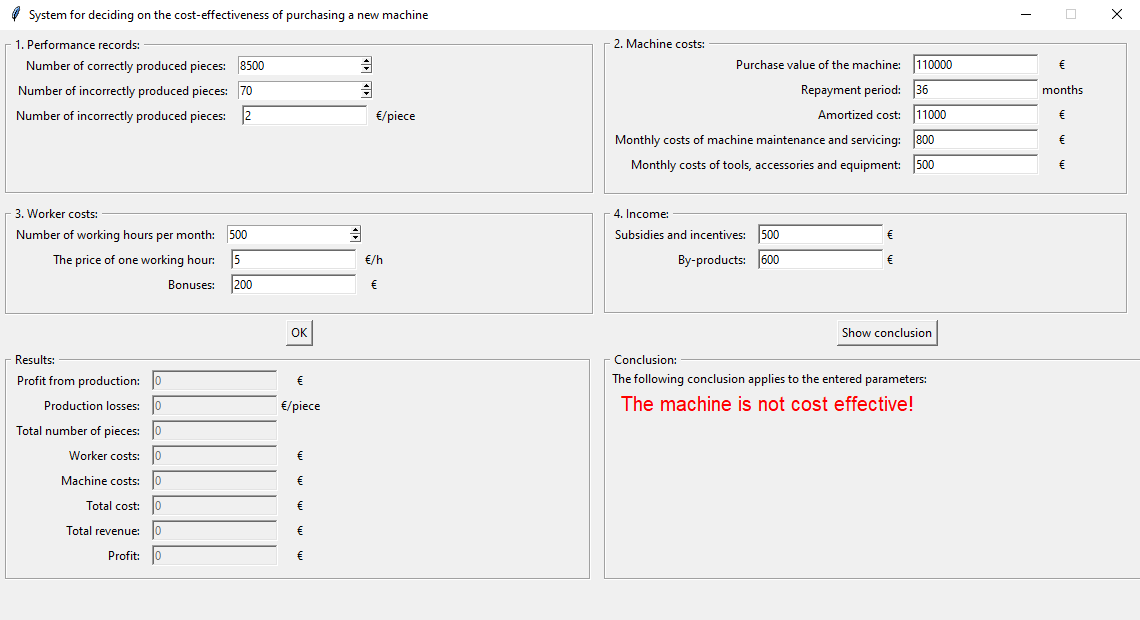 System for deciding on the cost-effectiveness of purchasing a new machine
1. Performance records:
Number of correctly produced pieces: 8500
Number of incorrectly produced pieces: 70
Number of incorrectly produced pieces: 2 €/piece
2. Machine costs:
Purchase value of the machine: 110000 €
Repayment period: 36 months
Amortized cost: 11000 €
Monthly costs of machine maintenance and servicing: 800 €
Monthly costs of tools, accessories and equipment: 500 €
3. Worker costs:
Number of working hours per month: 500
The price of one working hour: 5 €/h
Bonuses: 200 €
4. Income:
Subsidies and incentives: 500 €
By-products: 600 €
OK
Show conclusion
Results:
Profit from production: 0 €
Production losses: 0 €/piece
Total number of pieces: 0
Worker costs: 0 €
Machine costs: 0 €
Total cost: 0 €
Total revenue: 0 €
Profit: 0 €
Conclusion:
The following conclusion applies to the entered parameters:
The machine is not cost effective!